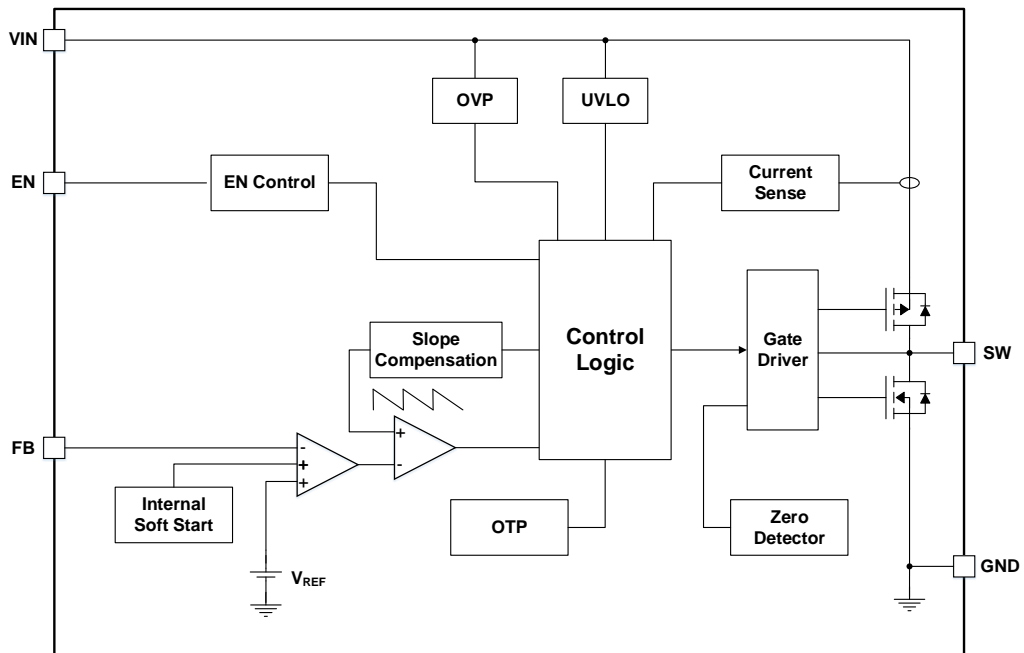 VIN
OVP
UVLO
EN
EN Control
Current
Sense
Slope
Compensation
Control
Logic
Gate
Driver
SW
FB
-
+
+
+
-
Internal
Soft Start
OTP
Zero
Detector
VREF
GND